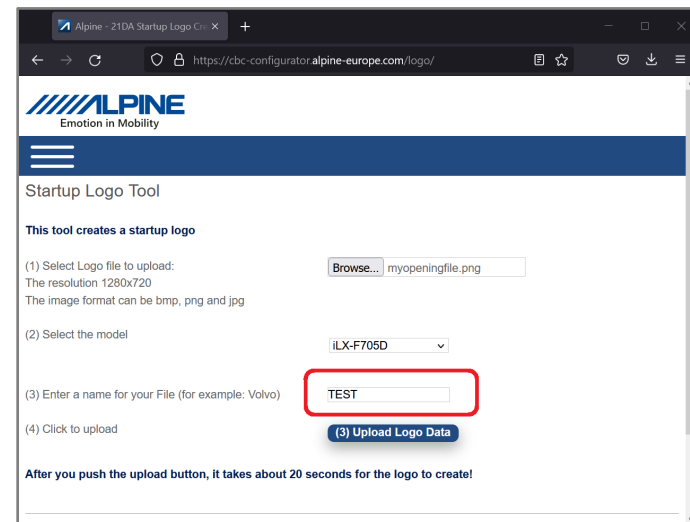 Alpine - 21DA Startup Logo Cre
https://cbc-configurator.alpine-europe.com/logo/
ALPINE
Emotion in Mobility
Startup Logo Tool
This tool creates a startup logo
(1) Select Logo file to upload:
Browse... myopeningfile.png
The resolution 1280x720
The image format can be bmp, png and jpg
(2) Select the model
iLX-F705D
(3) Enter a name for your File (for example: Volvo)
TEST
(4) Click to upload
(3) Upload Logo Data
After you push the upload button, it takes about 20 seconds for the logo to create!